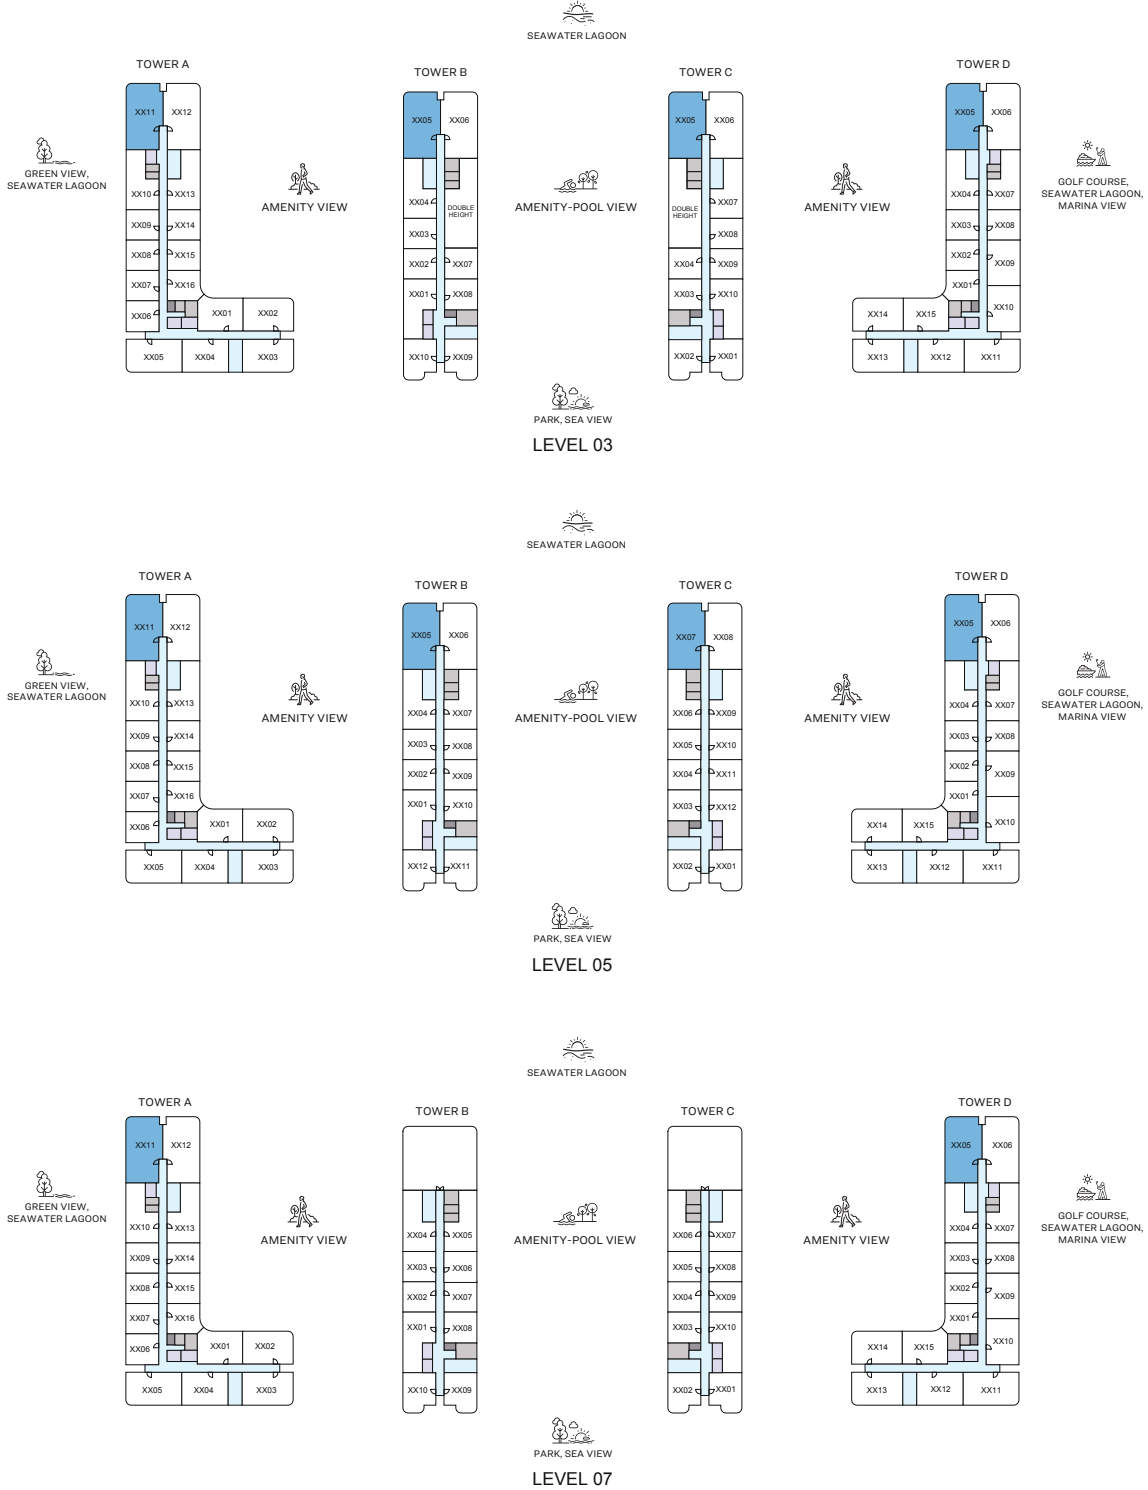 SEAWATER LAGOON
TOWER A
TOWER B
TOWER C
TOWER D
XX11 XX12
XX05 XX06
XX05 XX06
XX05 XX06
GREEN VIEW,
SEAWATER LAGOON
AMENITY VIEW
AMENITY-POOL VIEW
AMENITY VIEW
GOLF COURSE,
SEAWATER LAGOON,
MARINA VIEW
XX10 XX13
XX09 XX14
XX08 XX15
XX07 XX16
XX06 XX01 XX02
XX05 XX04 XX03
XX04 DOUBLE
HEIGHT
XX03
XX02 XX07
XX01 XX08
XX10 XX09
DOUBLE
HEIGHT
XX07
XX08
XX04 XX09
XX03 XX10
XX02 XX01
XX04 XX07
XX03 XX08
XX02 XX09
XX01
XX10
XX14 XX15
XX13 XX12 XX11
PARK, SEA VIEW
LEVEL 03
SEAWATER LAGOON
TOWER A
TOWER B
TOWER C
TOWER D
XX11 XX12
XX05 XX06
XX07 XX08
XX05 XX06
GREEN VIEW,
SEAWATER LAGOON
AMENITY VIEW
AMENITY-POOL VIEW
AMENITY VIEW
GOLF COURSE,
SEAWATER LAGOON,
MARINA VIEW
XX10 XX13
XX09 XX14
XX08 XX15
XX07 XX16
XX06 XX01 XX02
XX05 XX04 XX03
XX04 XX07
XX03 XX08
XX02 XX09
XX01 XX10
XX12 XX11
XX06 XX09
XX05 XX10
XX04 XX11
XX03 XX12
XX02 XX01
XX04 XX07
XX03 XX08
XX02 XX09
XX01
XX10
XX14 XX15
XX13 XX12 XX11
PARK, SEA VIEW
LEVEL 05
SEAWATER LAGOON
TOWER A
TOWER B
TOWER C
TOWER D
XX11 XX12
XX05 XX06
GREEN VIEW,
SEAWATER LAGOON
AMENITY VIEW
AMENITY-POOL VIEW
AMENITY VIEW
GOLF COURSE,
SEAWATER LAGOON,
MARINA VIEW
XX10 XX13
XX09 XX14
XX08 XX15
XX07 XX16
XX06 XX01 XX02
XX05 XX04 XX03
XX04 XX05
XX03 XX06
XX02 XX07
XX01 XX08
XX10 XX09
XX06 XX07
XX05 XX08
XX04 XX09
XX03 XX10
XX02 XX01
XX04 XX07
XX03 XX08
XX02 XX09
XX01
XX10
XX14 XX15
XX13 XX12 XX11
PARK, SEA VIEW
LEVEL 07